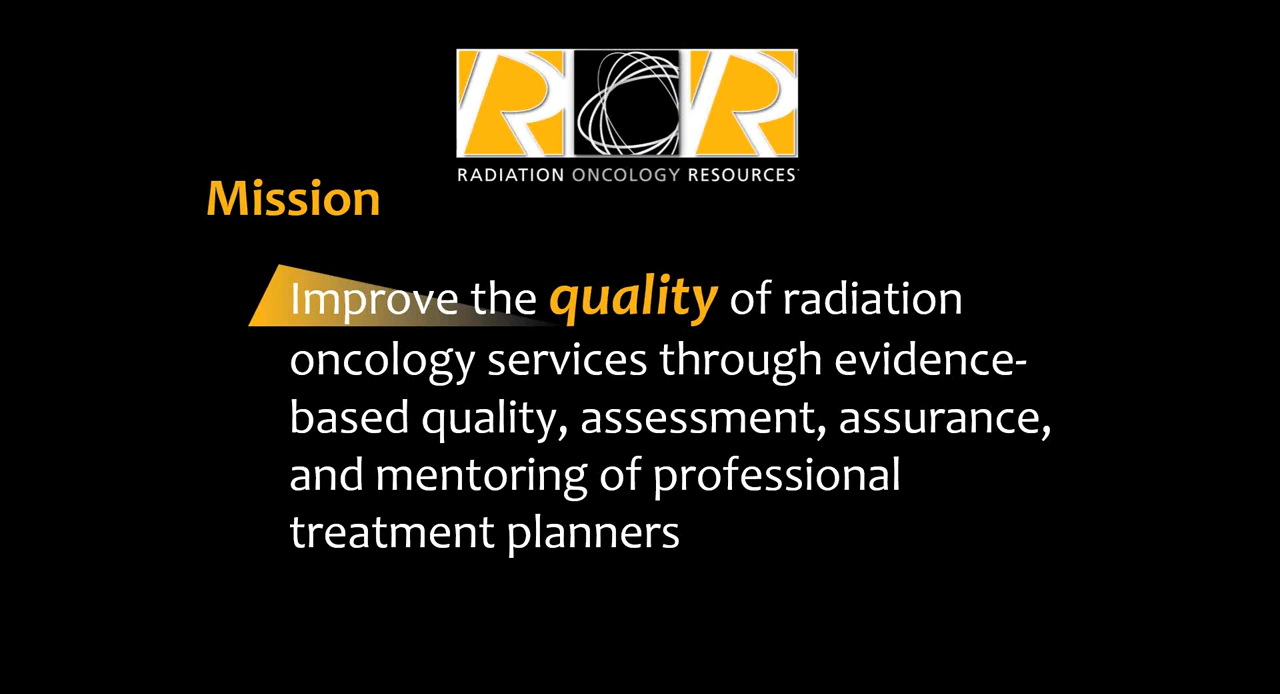 ROR
RADIATION ONCOLOGY RESOURCES
Mission
Improve the quality of radiation
oncology services through evidence-
based quality, assessment, assurance,
and mentoring of professional
treatment planners